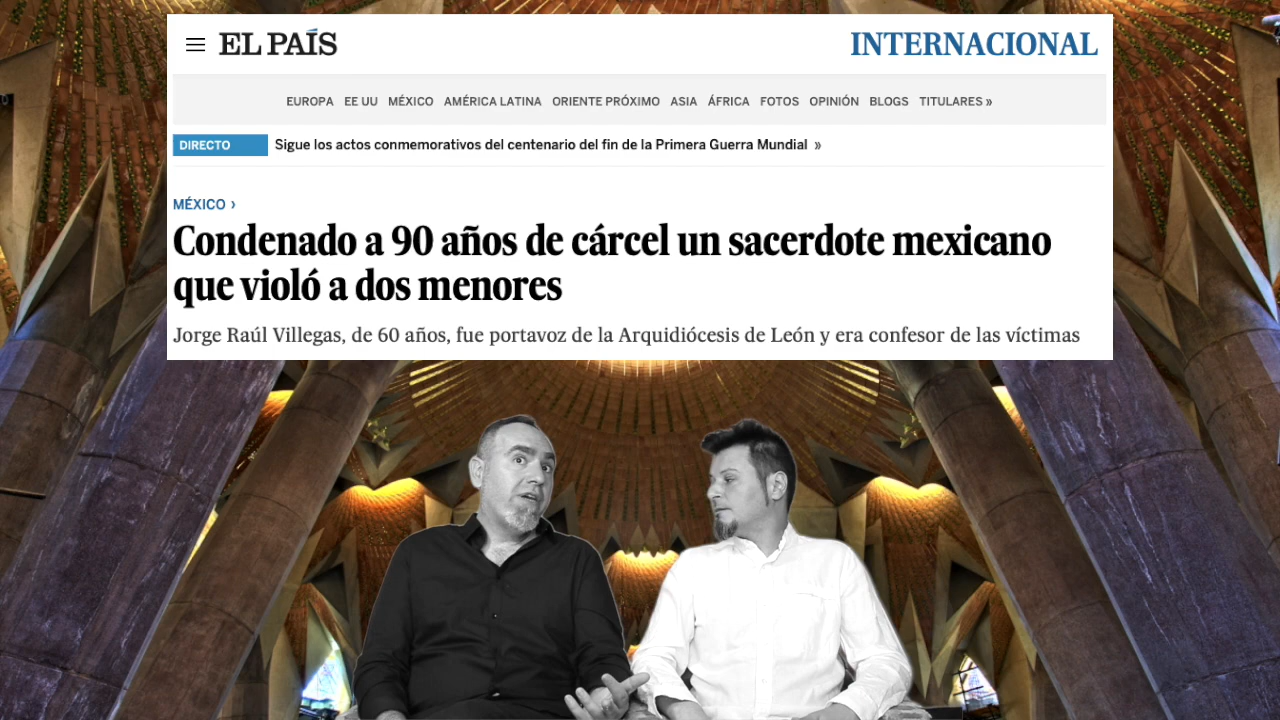 EL PAÍS
INTERNACIONAL
EUROPA EE UU MÉXICO AMÉRICA LATINA ORIENTE PRÓXIMO ASIA ÁFRICA FOTOS OPINIÓN BLOGS TITULARES »
DIRECTO Sigue los actos conmemorativos del centenario del fin de la Primera Guerra Mundial »
MÉXICO ›
Condenado a 90 años de cárcel un sacerdote mexicano
que violó a dos menores
Jorge Raúl Villegas, de 60 años, fue portavoz de la Arquidiócesis de León y era confesor de las víctimas